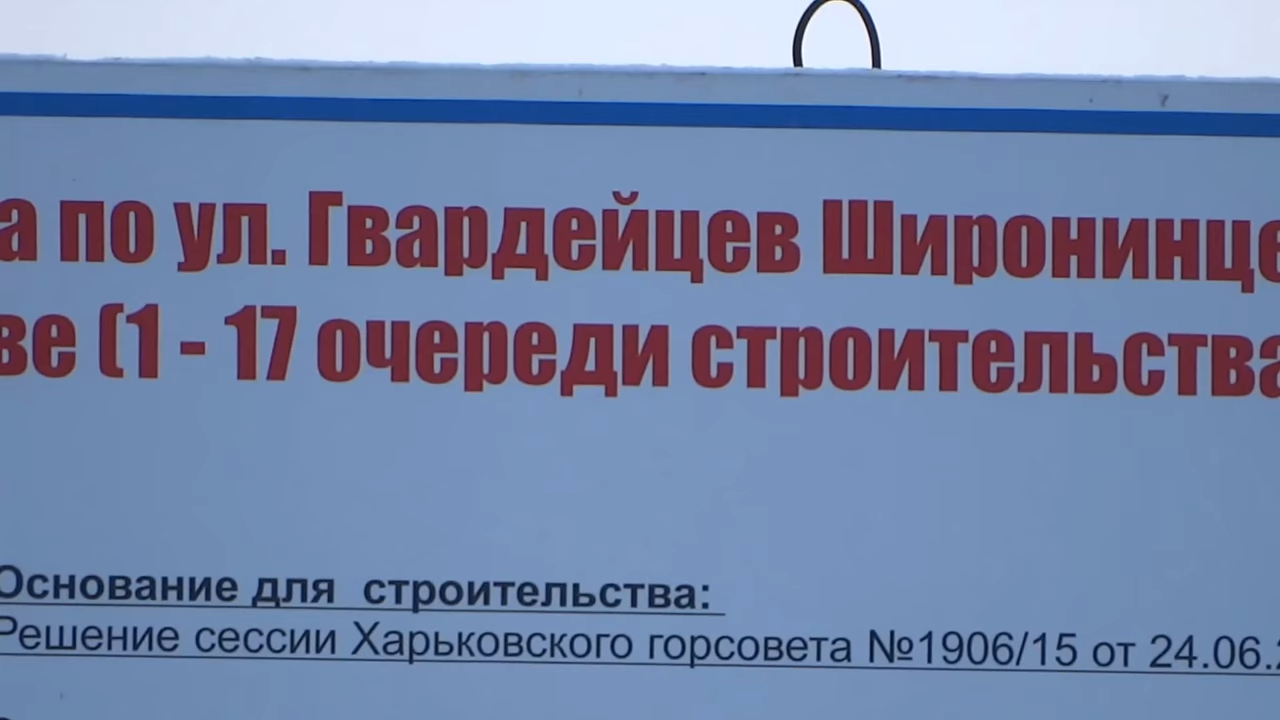 а по ул. Гвардейцев Широнинце
ве (1 - 17 очереди строительства
Основание для строительства:
Решение сессии Харьковского горсовета №1906/15 от 24.06.